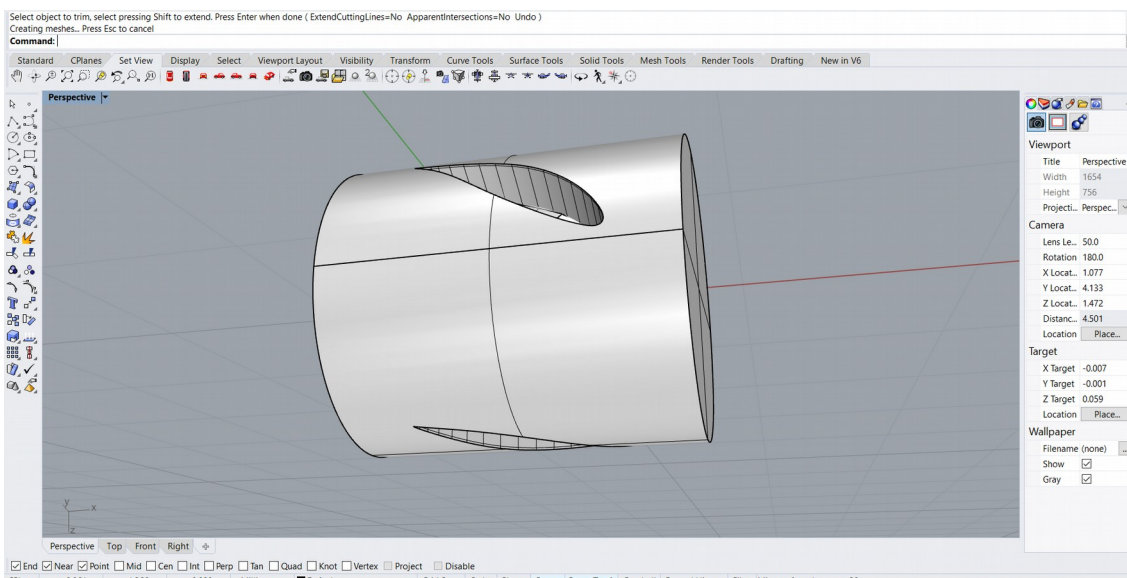 Select object to trim, select pressing Shift to extend. Press Enter when done ( ExtendCuttingLines=No ApparentIntersections=No Undo )
Creating meshes... Press Esc to cancel
Command:
Standard CPlanes Set View Display Select Viewport Layout Visibility Transform Curve Tools Surface Tools Solid Tools Mesh Tools Render Tools Drafting New in V6
Perspective
Viewport
Title Perspective
Width 1654
Height 756
Projecti... Perspec...
Camera
Lens Le... 50.0
Rotation 180.0
X Locat... 1.077
Y Locat... 4.133
Z Locat... 1.472
Distanc... 4.501
Location Place...
Target
X Target -0.007
Y Target -0.001
Z Target 0.059
Location Place...
Wallpaper
Filename (none) ...
Show
Gray
y
x
z
Perspective Top Front Right
End Near Point Mid Cen Int Perp Tan Quad Knot Vertex Project Disable